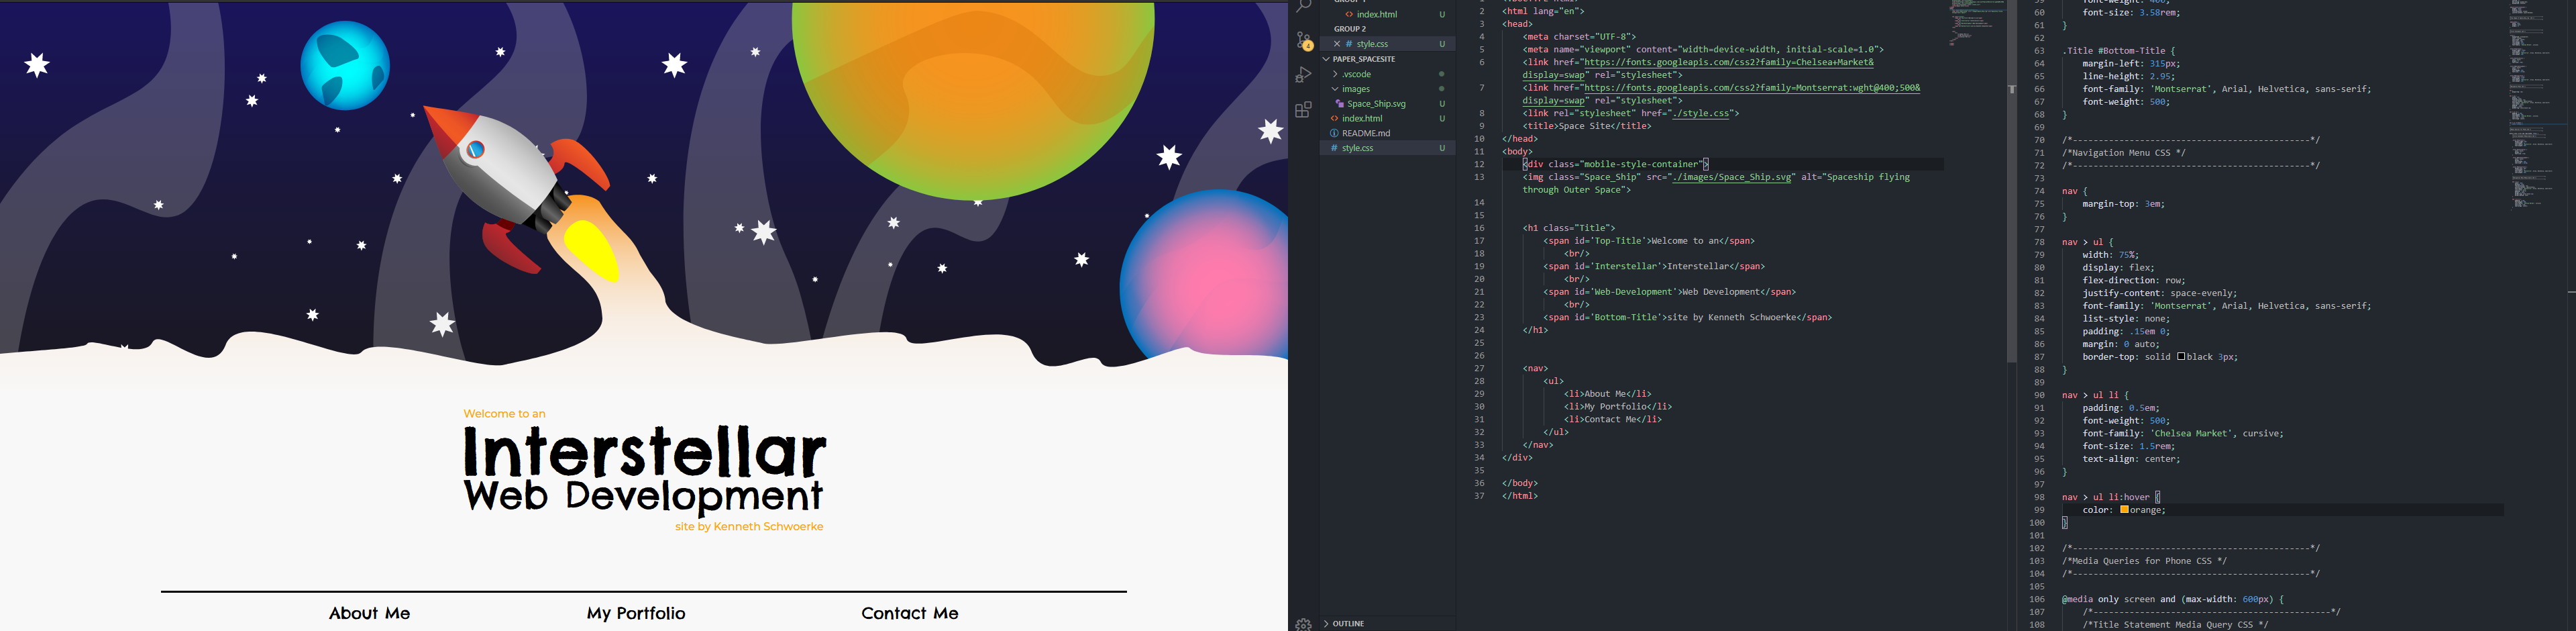 Welcome to an
Interstellar
Web Development
site by Kenneth Schwoerke
About Me
My Portfolio
Contact Me
4
index.html U
GROUP 2
style.css U
PAPER_SPACESITE
.vscode
images
Space_Ship.svg U
index.html U
README.md
style.css U
OUTLINE
2 <html lang="en">
3 <head>
4 <meta charset="UTF-8">
5 <meta name="viewport" content="width=device-width, initial-scale=1.0">
6 <link href="https://fonts.googleapis.com/css2?family=Chelsea+Market&
display=swap" rel="stylesheet">
7 <link href="https://fonts.googleapis.com/css2?family=Montserrat:wght@400;500&
display=swap" rel="stylesheet">
8 <link rel="stylesheet" href="./style.css">
9 <title>Space Site</title>
10 </head>
11 <body>
12 <div class="mobile-style-container">
13 <img class="Space_Ship" src="./images/Space_Ship.svg" alt="Spaceship flying
through Outer Space">
14
15
16 <h1 class="Title">
17 <span id='Top-Title'>Welcome to an</span>
18 <br/>
19 <span id='Interstellar'>Interstellar</span>
20 <br/>
21 <span id='Web-Development'>Web Development</span>
22 <br/>
23 <span id='Bottom-Title'>site by Kenneth Schwoerke</span>
24 </h1>
25
26
27 <nav>
28 <ul>
29 <li>About Me</li>
30 <li>My Portfolio</li>
31 <li>Contact Me</li>
32 </ul>
33 </nav>
34 </div>
35
36 </body>
37 </html>
59 font-weight: 400;
60 font-size: 3.58rem;
61 }
62
63 .Title #Bottom-Title {
64 margin-left: 315px;
65 line-height: 2.95;
66 font-family: 'Montserrat', Arial, Helvetica, sans-serif;
67 font-weight: 500;
68 }
69
70 /*----------------------------------------------*/
71 /*Navigation Menu CSS */
72 /*----------------------------------------------*/
73
74 nav {
75 margin-top: 3em;
76 }
77
78 nav > ul {
79 width: 75%;
80 display: flex;
81 flex-direction: row;
82 justify-content: space-evenly;
83 font-family: 'Montserrat', Arial, Helvetica, sans-serif;
84 list-style: none;
85 padding: .15em 0;
86 margin: 0 auto;
87 border-top: solid black 3px;
88 }
89
90 nav > ul li {
91 padding: 0.5em;
92 font-weight: 500;
93 font-family: 'Chelsea Market', cursive;
94 font-size: 1.5rem;
95 text-align: center;
96 }
97
98 nav > ul li:hover {
99 color: orange;
100 }
101
102 /*----------------------------------------------*/
103 /*Media Queries for Phone CSS */
104 /*----------------------------------------------*/
105
106 @media only screen and (max-width: 600px) {
107 /*----------------------------------------------*/
108 /*Title Statement Media Query CSS */